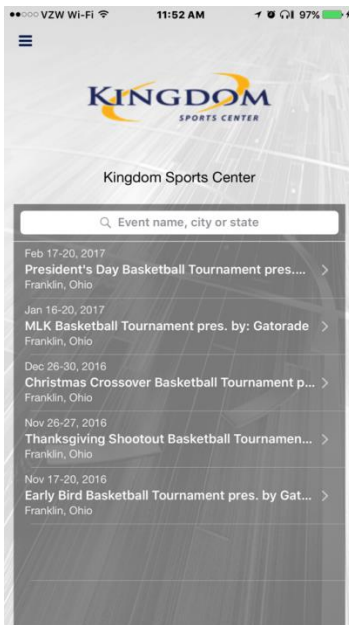 VZW Wi-Fi 11:52 AM 97%
KINGDOM
SPORTS CENTER
Kingdom Sports Center
Event name, city or state
Feb 17-20, 2017
President's Day Basketball Tournament pres....
Franklin, Ohio
Jan 16-20, 2017
MLK Basketball Tournament pres. by: Gatorade
Franklin, Ohio
Dec 26-30, 2016
Christmas Crossover Basketball Tournament p...
Franklin, Ohio
Nov 26-27, 2016
Thanksgiving Shootout Basketball Tournamen...
Franklin, Ohio
Nov 17-20, 2016
Early Bird Basketball Tournament pres. by Gat...
Franklin, Ohio